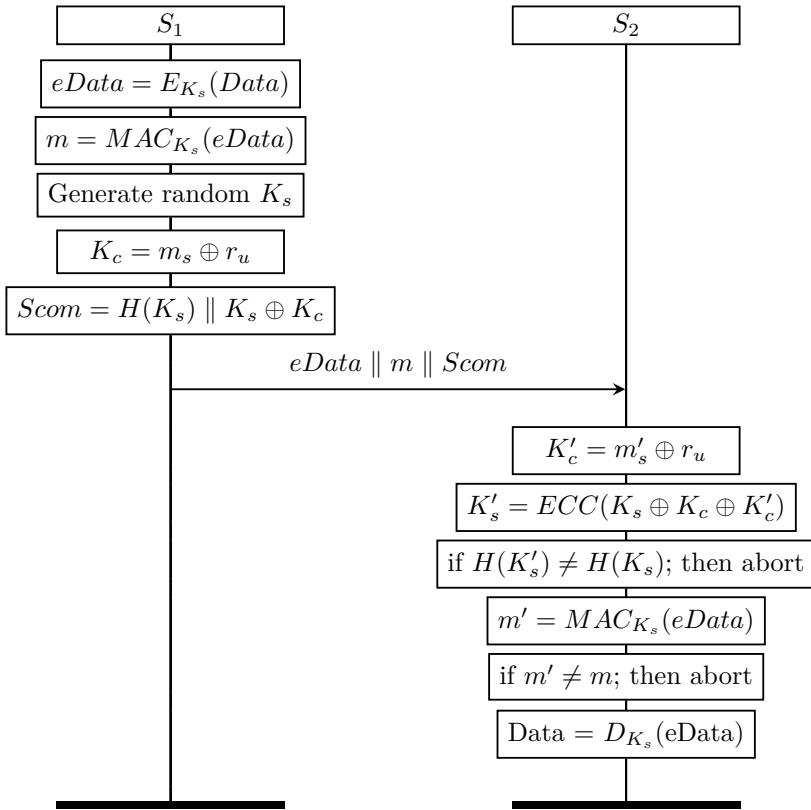 S₁
S₂
eData = E_{K_s}(Data)
m = MAC_{K_s}(eData)
Generate random K_s
K_c = m_s ⊕ r_u
Scom = H(K_s) ∥ K_s ⊕ K_c
eData ∥ m ∥ Scom
K'_c = m'_s ⊕ r_u
K'_s = ECC(K_s ⊕ K_c ⊕ K'_c)
if H(K'_s) ≠ H(K_s); then abort
m' = MAC_{K_s}(eData)
if m' ≠ m; then abort
Data = D_{K_s}(eData)